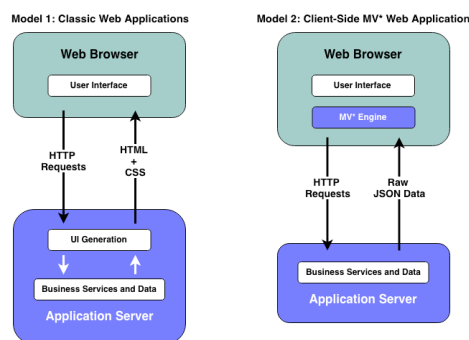 Model 1: Classic Web Applications
Web Browser
User Interface
HTTP
Requests
HTML
+
CSS
UI Generation
Business Services and Data
Application Server
Model 2: Client-Side MV* Web Application
Web Browser
User Interface
MV* Engine
HTTP
Requests
Raw
JSON Data
Business Services and Data
Application Server